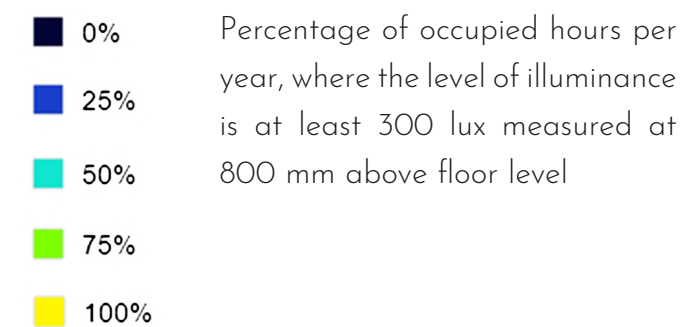 0%
25%
50%
75%
100%
Percentage of occupied hours per
year, where the level of illuminance
is at least 300 lux measured at
800 mm above floor level